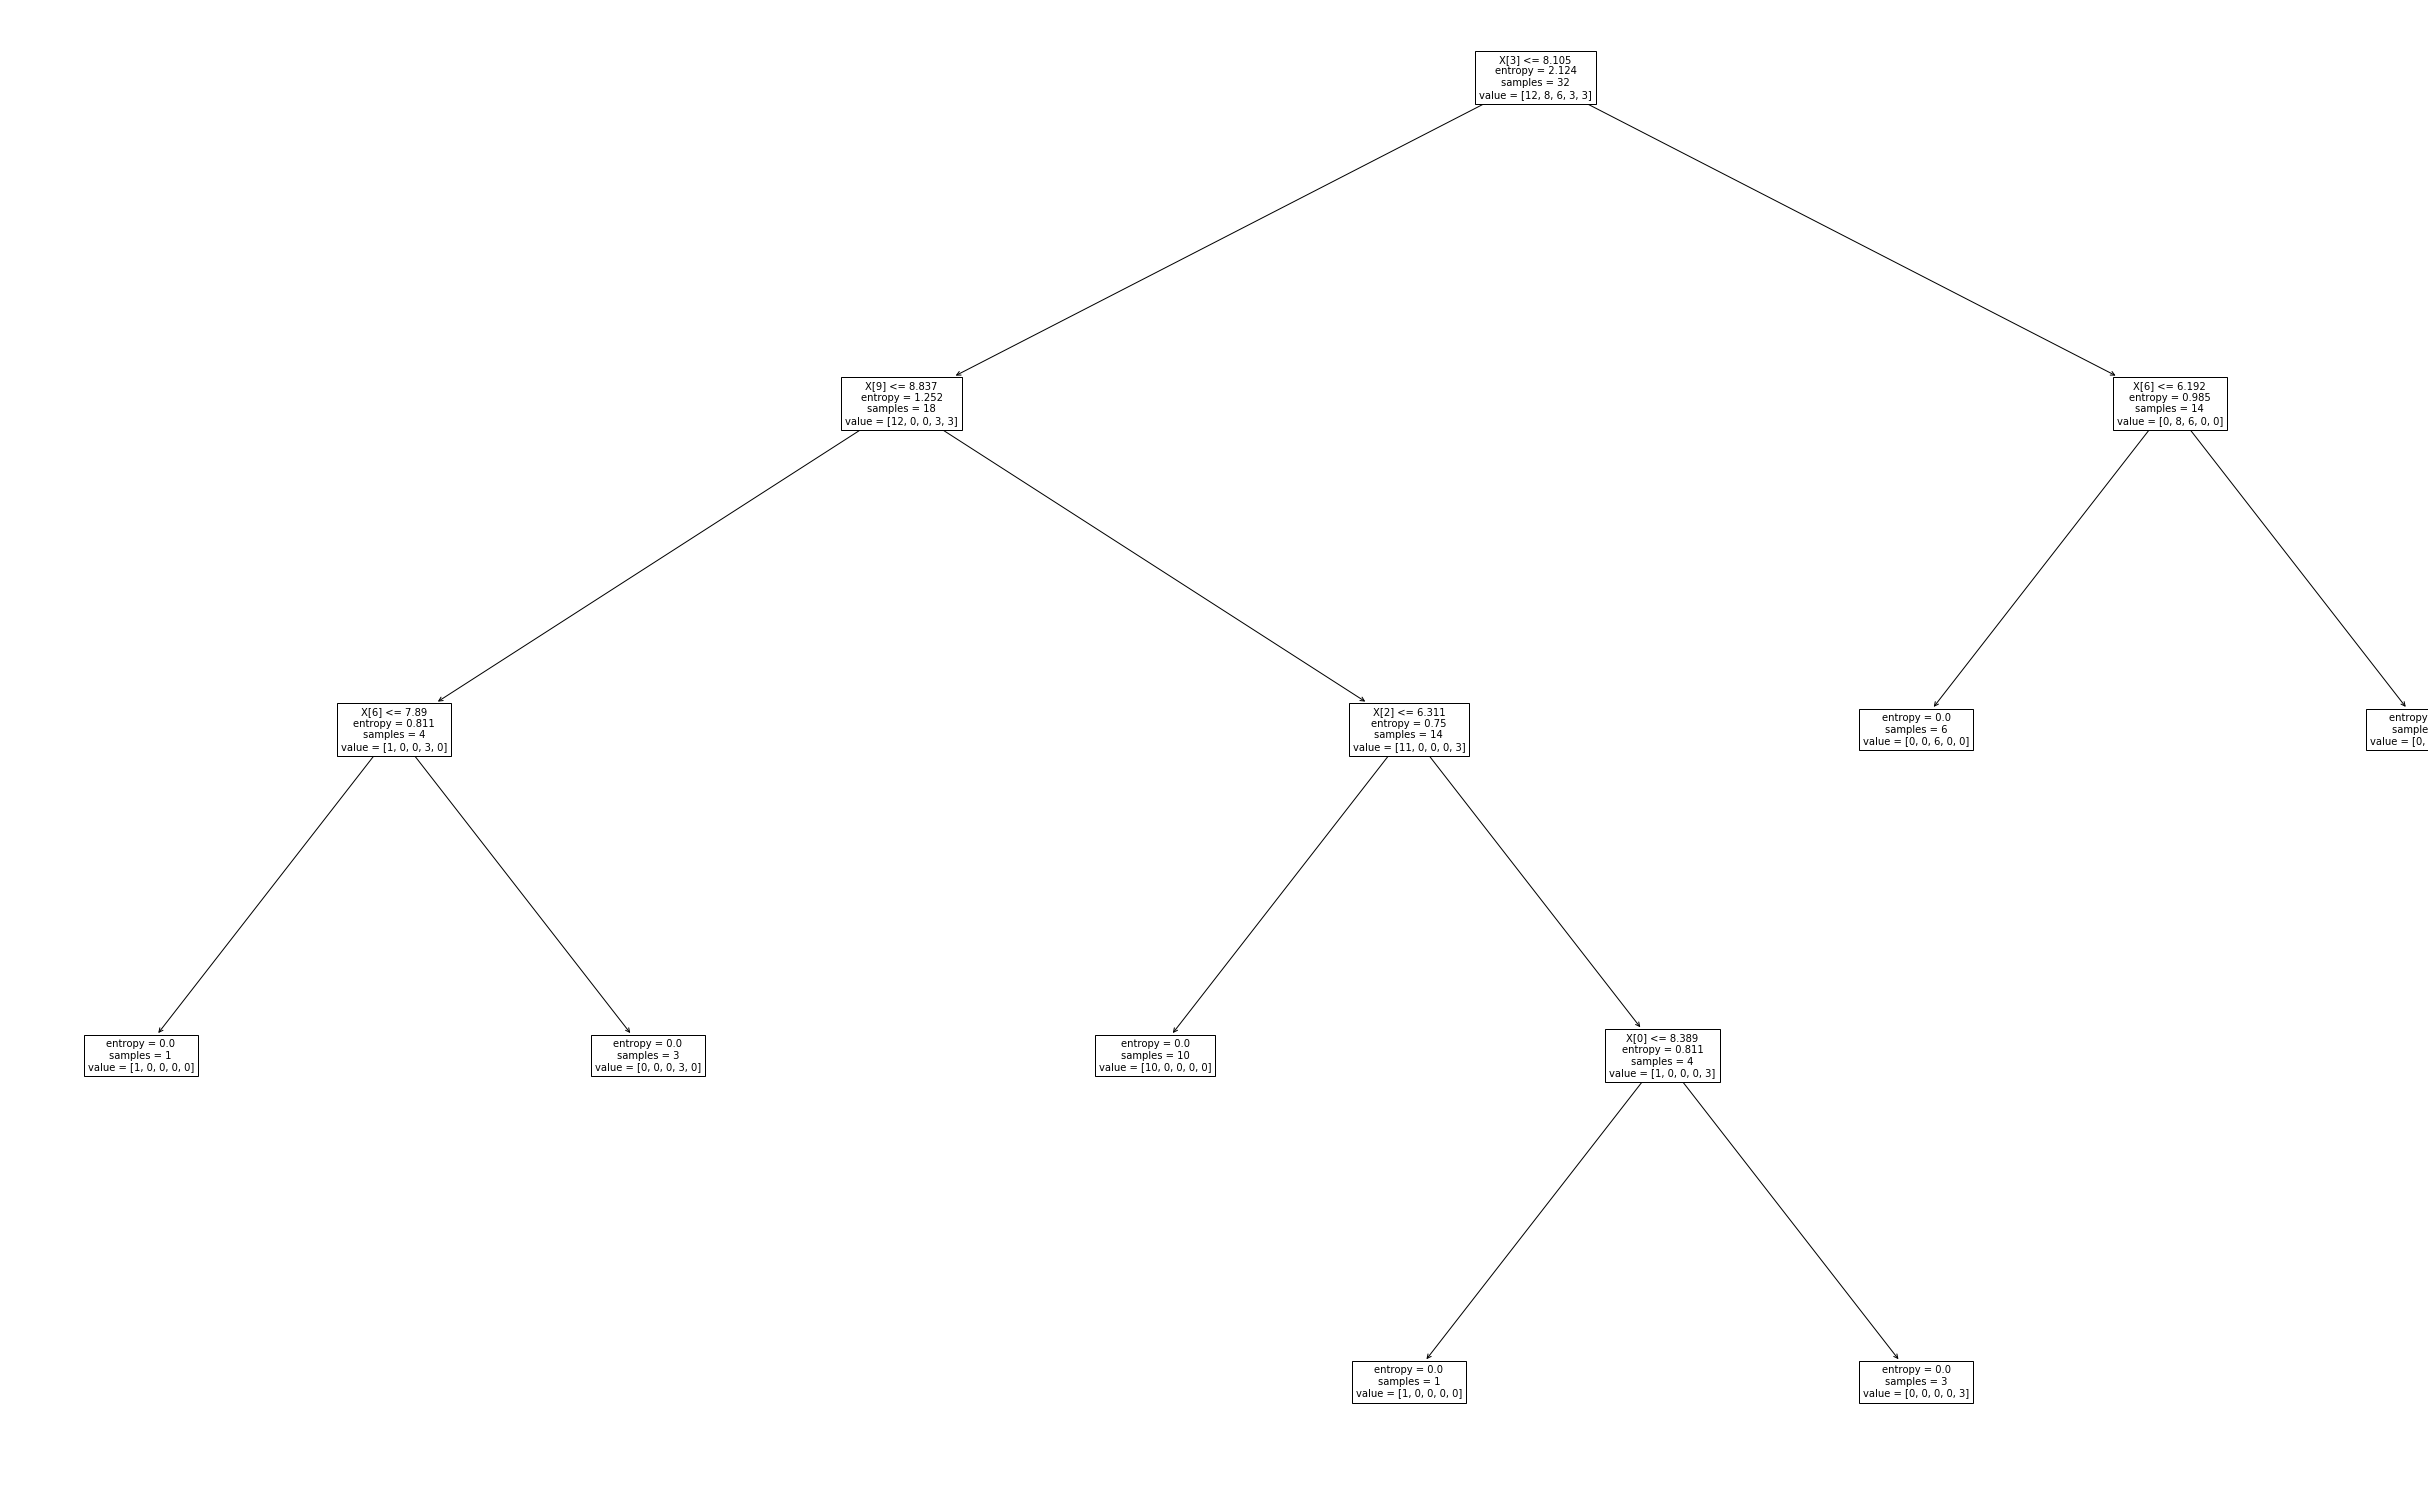 X[3] <= 8.105
entropy = 2.124
samples = 32
value = [12, 8, 6, 3, 3]
X[9] <= 8.837
entropy = 1.252
samples = 18
value = [12, 0, 0, 3, 3]
X[6] <= 6.192
entropy = 0.985
samples = 14
value = [0, 8, 6, 0, 0]
X[6] <= 7.89
entropy = 0.811
samples = 4
value = [1, 0, 0, 3, 0]
X[2] <= 6.311
entropy = 0.75
samples = 14
value = [11, 0, 0, 0, 3]
entropy = 0.0
samples = 6
value = [0, 0, 6, 0, 0]
entropy
sample
value = [0,
entropy = 0.0
samples = 1
value = [1, 0, 0, 0, 0]
entropy = 0.0
samples = 3
value = [0, 0, 0, 3, 0]
entropy = 0.0
samples = 10
value = [10, 0, 0, 0, 0]
X[0] <= 8.389
entropy = 0.811
samples = 4
value = [1, 0, 0, 0, 3]
entropy = 0.0
samples = 1
value = [1, 0, 0, 0, 0]
entropy = 0.0
samples = 3
value = [0, 0, 0, 0, 3]